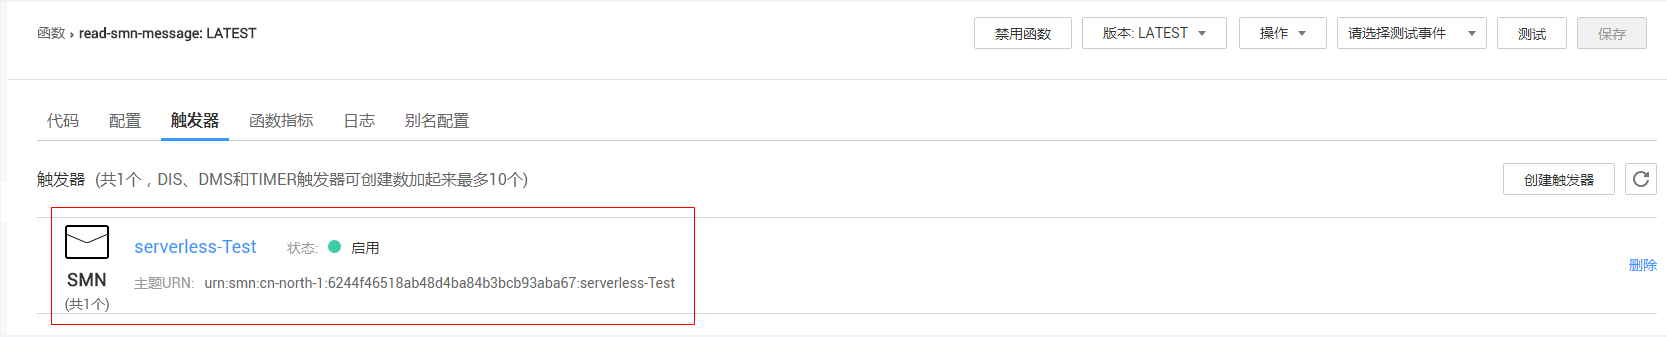 函数 › read-smn-message: LATEST
禁用函数 版本: LATEST 操作 请选择测试事件 测试 保存
代码 配置 触发器 函数指标 日志 别名配置
触发器 (共1个，DIS、DMS和TIMER触发器可创建数加起来最多10个)
创建触发器
serverless-Test 状态: 启用
SMN
(共1个)
主题URN: urn:smn:cn-north-1:6244f46518ab48d4ba84b3bcb93aba67:serverless-Test
删除